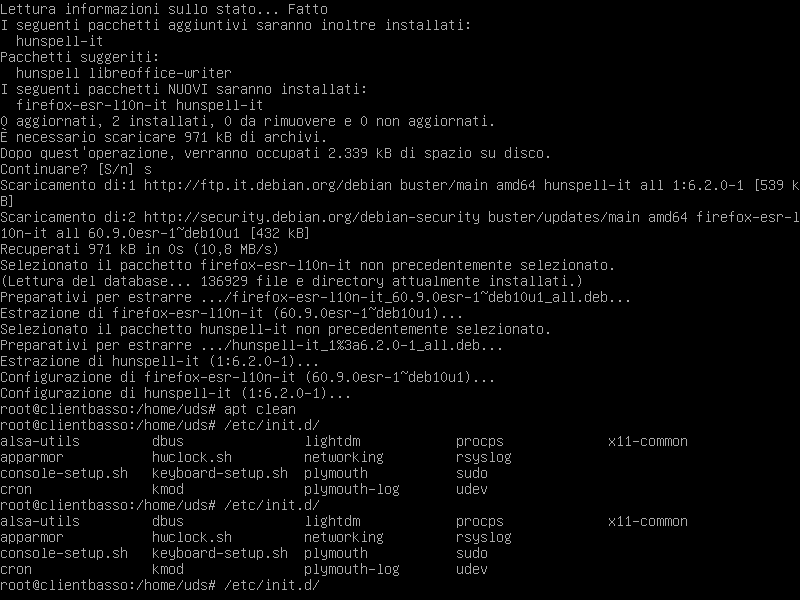 Lettura informazioni sullo stato... Fatto
I seguenti pacchetti aggiuntivi saranno inoltre installati:
  hunspell-it
Pacchetti suggeriti:
  hunspell libreoffice-writer
I seguenti pacchetti NUOVI saranno installati:
  firefox-esr-l10n-it hunspell-it
0 aggiornati, 2 installati, 0 da rimuovere e 0 non aggiornati.
È necessario scaricare 971 kB di archivi.
Dopo quest'operazione, verranno occupati 2.339 kB di spazio su disco.
Continuare? [S/n] s
Scaricamento di:1 http://ftp.it.debian.org/debian buster/main amd64 hunspell-it all 1:6.2.0-1 [539 k
B]
Scaricamento di:2 http://security.debian.org/debian-security buster/updates/main amd64 firefox-esr-l
10n-it all 60.9.0esr-1~deb10u1 [432 kB]
Recuperati 971 kB in 0s (10,8 MB/s)
Selezionato il pacchetto firefox-esr-l10n-it non precedentemente selezionato.
(Lettura del database... 136929 file e directory attualmente installati.)
Preparativi per estrarre .../firefox-esr-l10n-it_60.9.0esr-1~deb10u1_all.deb...
Estrazione di firefox-esr-l10n-it (60.9.0esr-1~deb10u1)...
Selezionato il pacchetto hunspell-it non precedentemente selezionato.
Preparativi per estrarre .../hunspell-it_1%3a6.2.0-1_all.deb...
Estrazione di hunspell-it (1:6.2.0-1)...
Configurazione di firefox-esr-l10n-it (60.9.0esr-1~deb10u1)...
Configurazione di hunspell-it (1:6.2.0-1)...
root@clientbasso:/home/uds# apt clean
root@clientbasso:/home/uds# /etc/init.d/
alsa-utils         dbus               lightdm            procps             x11-common
apparmor           hwclock.sh         networking         rsyslog
console-setup.sh   keyboard-setup.sh  plymouth           sudo
cron               kmod               plymouth-log       udev
root@clientbasso:/home/uds# /etc/init.d/
alsa-utils         dbus               lightdm            procps             x11-common
apparmor           hwclock.sh         networking         rsyslog
console-setup.sh   keyboard-setup.sh  plymouth           sudo
cron               kmod               plymouth-log       udev
root@clientbasso:/home/uds# /etc/init.d/